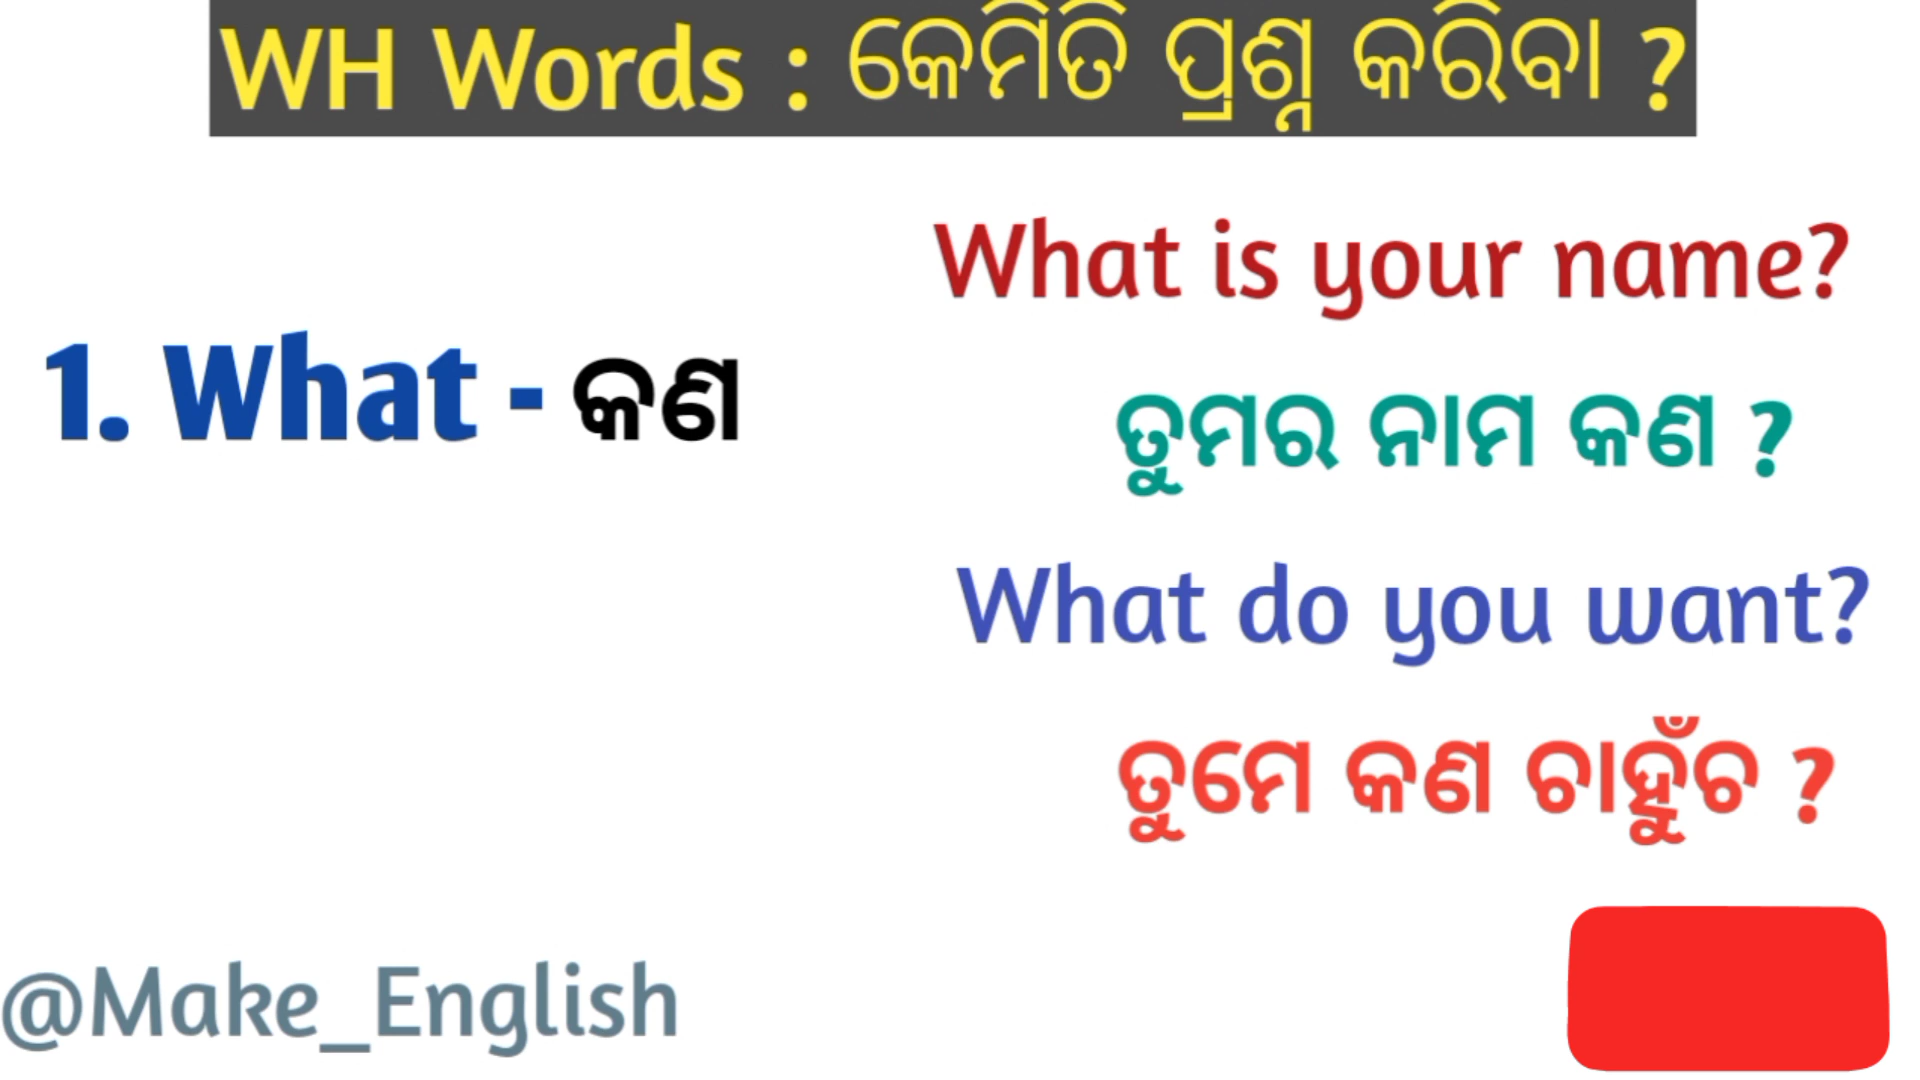 WH Words : କେମିତି ପ୍ରଶ୍ନ କରିବା ?
What is your name?
1. What - କଣ
ତୁମର ନାମ କଣ ?
What do you want?
ତୁମେ କଣ ଚାହୁଁଚ ?
@Make_English